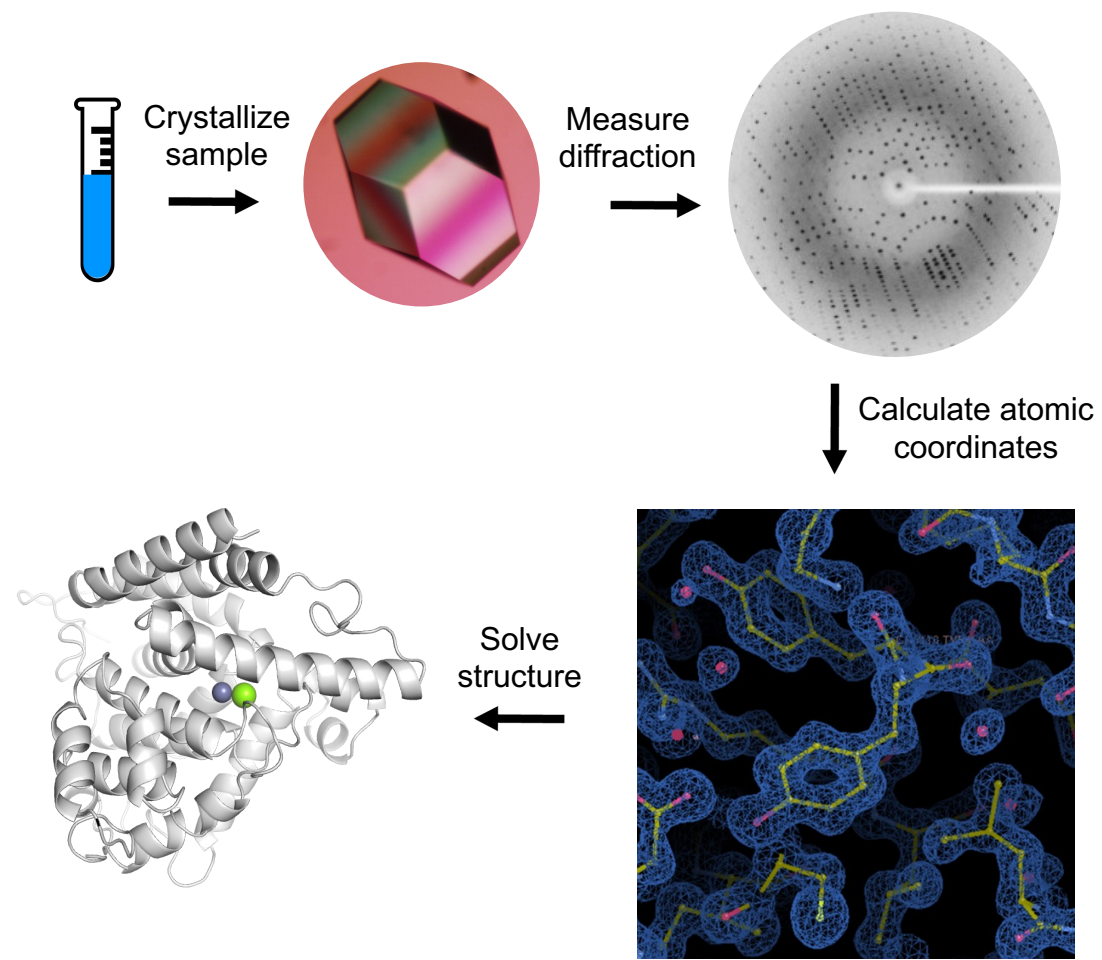 Crystallize
sample
Measure
diffraction
Calculate atomic
coordinates
Solve
structure